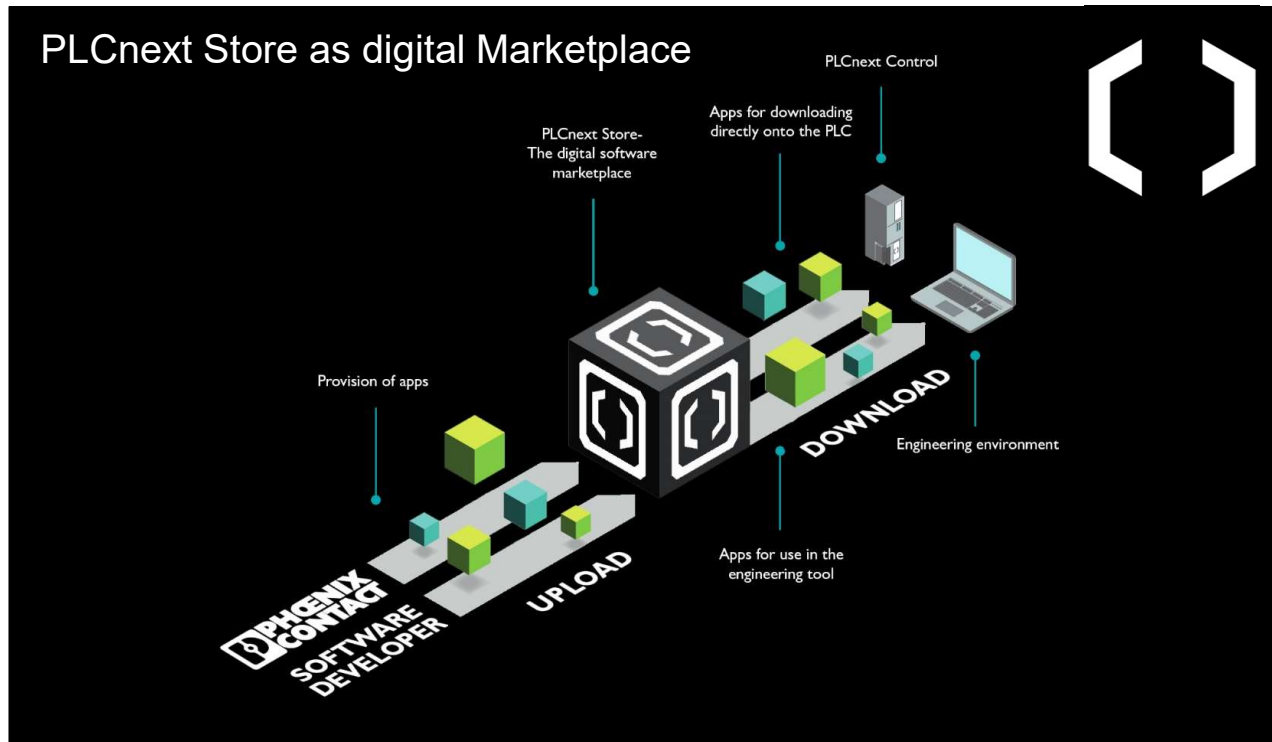 PLCnext Store as digital Marketplace
PLCnext Control
Apps for downloading
directly onto the PLC
PLCnext Store-
The digital software
marketplace
Provision of apps
DOWNLOAD
Engineering environment
Apps for use in the
engineering tool
UPLOAD
PHŒNIX
CONTACT
SOFTWARE
DEVELOPER